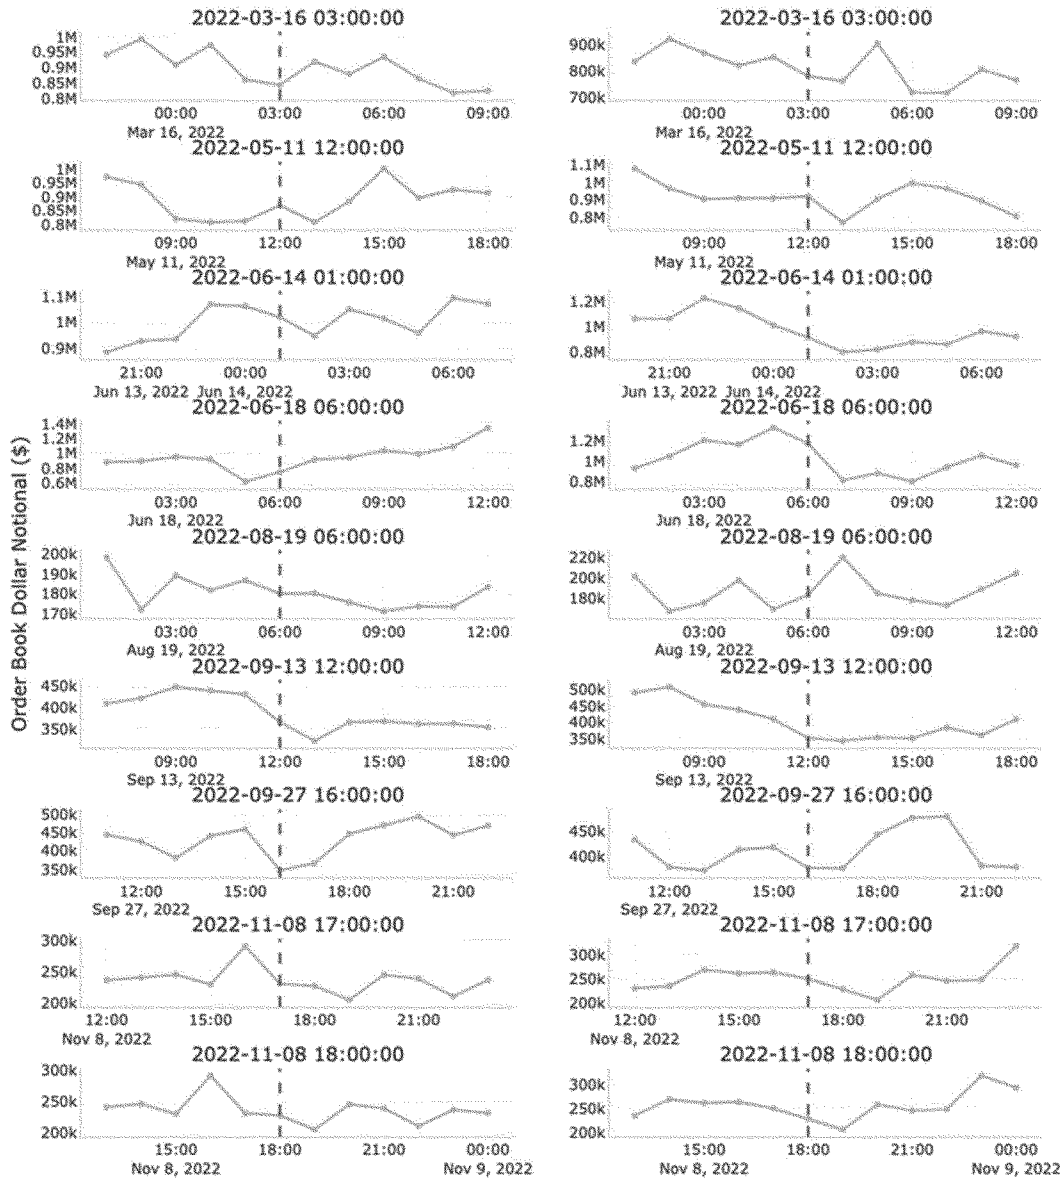 Order Book Dollar Notional ($)
2022-03-16 03:00:00
1M
0.95M
0.9M
0.85M
0.8M
00:00 03:00 06:00 09:00
Mar 16, 2022
2022-03-16 03:00:00
900k
800k
700k
00:00 03:00 06:00 09:00
Mar 16, 2022
2022-05-11 12:00:00
1M
0.95M
0.9M
0.85M
0.8M
09:00 12:00 15:00 18:00
May 11, 2022
2022-05-11 12:00:00
1.1M
1M
0.9M
0.8M
09:00 12:00 15:00 18:00
May 11, 2022
2022-06-14 01:00:00
1.1M
1M
0.9M
21:00 00:00 03:00 06:00
Jun 13, 2022 Jun 14, 2022
2022-06-14 01:00:00
1.2M
1M
0.8M
21:00 00:00 03:00 06:00
Jun 13, 2022 Jun 14, 2022
2022-06-18 06:00:00
1.4M
1.2M
1M
0.8M
0.6M
03:00 06:00 09:00 12:00
Jun 18, 2022
2022-06-18 06:00:00
1.2M
1M
0.8M
03:00 06:00 09:00 12:00
Jun 18, 2022
2022-08-19 06:00:00
200k
190k
180k
170k
03:00 06:00 09:00 12:00
Aug 19, 2022
2022-08-19 06:00:00
220k
200k
180k
03:00 06:00 09:00 12:00
Aug 19, 2022
2022-09-13 12:00:00
450k
400k
350k
09:00 12:00 15:00 18:00
Sep 13, 2022
2022-09-13 12:00:00
500k
450k
400k
350k
09:00 12:00 15:00 18:00
Sep 13, 2022
2022-09-27 16:00:00
500k
450k
400k
350k
12:00 15:00 18:00 21:00
Sep 27, 2022
2022-09-27 16:00:00
450k
400k
12:00 15:00 18:00 21:00
Sep 27, 2022
2022-11-08 17:00:00
300k
250k
200k
12:00 15:00 18:00 21:00
Nov 8, 2022
2022-11-08 17:00:00
300k
250k
200k
12:00 15:00 18:00 21:00
Nov 8, 2022
2022-11-08 18:00:00
300k
250k
200k
15:00 18:00 21:00 00:00
Nov 8, 2022 Nov 9, 2022
2022-11-08 18:00:00
300k
250k
200k
15:00 18:00 21:00 00:00
Nov 8, 2022 Nov 9, 2022